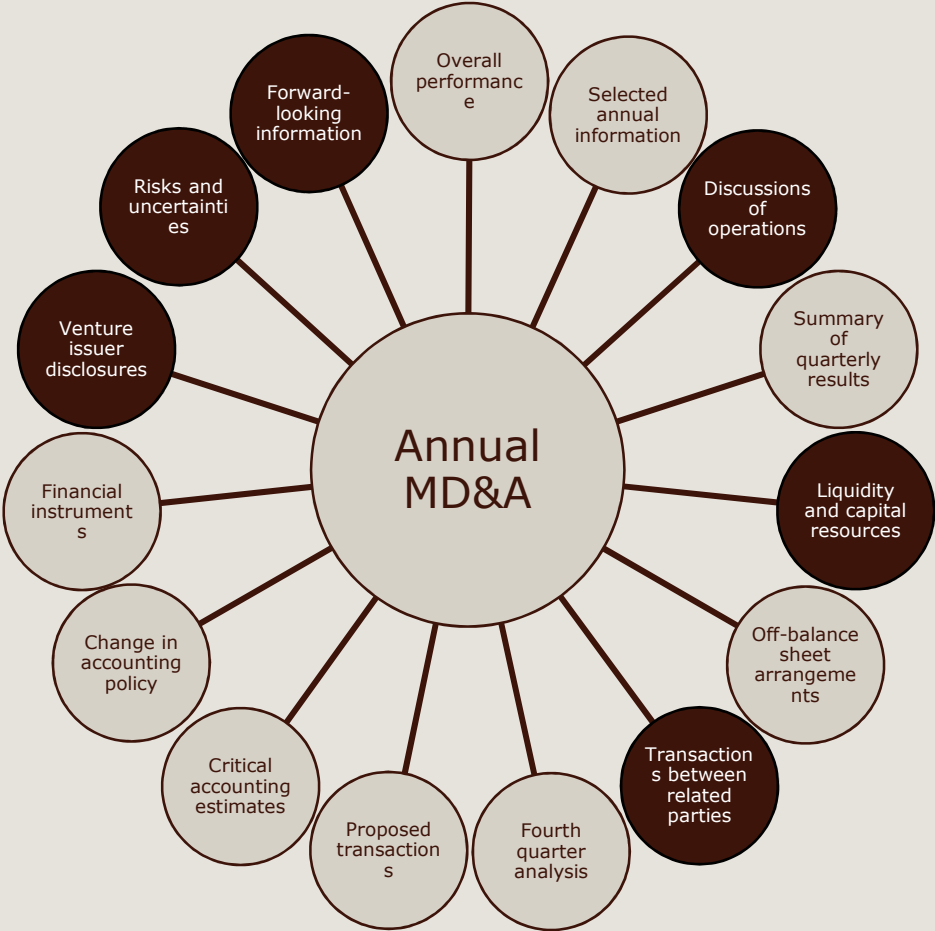 Overall
performanc
e
Selected
annual
information
Discussions
of
operations
Summary
of
quarterly
results
Liquidity
and capital
resources
Off-balance
sheet
arrangeme
nts
Transaction
s between
related
parties
Fourth
quarter
analysis
Proposed
transaction
s
Critical
accounting
estimates
Change in
accounting
policy
Financial
instrument
s
Venture
issuer
disclosures
Risks and
uncertainti
es
Forward-
looking
information
Annual
MD&A